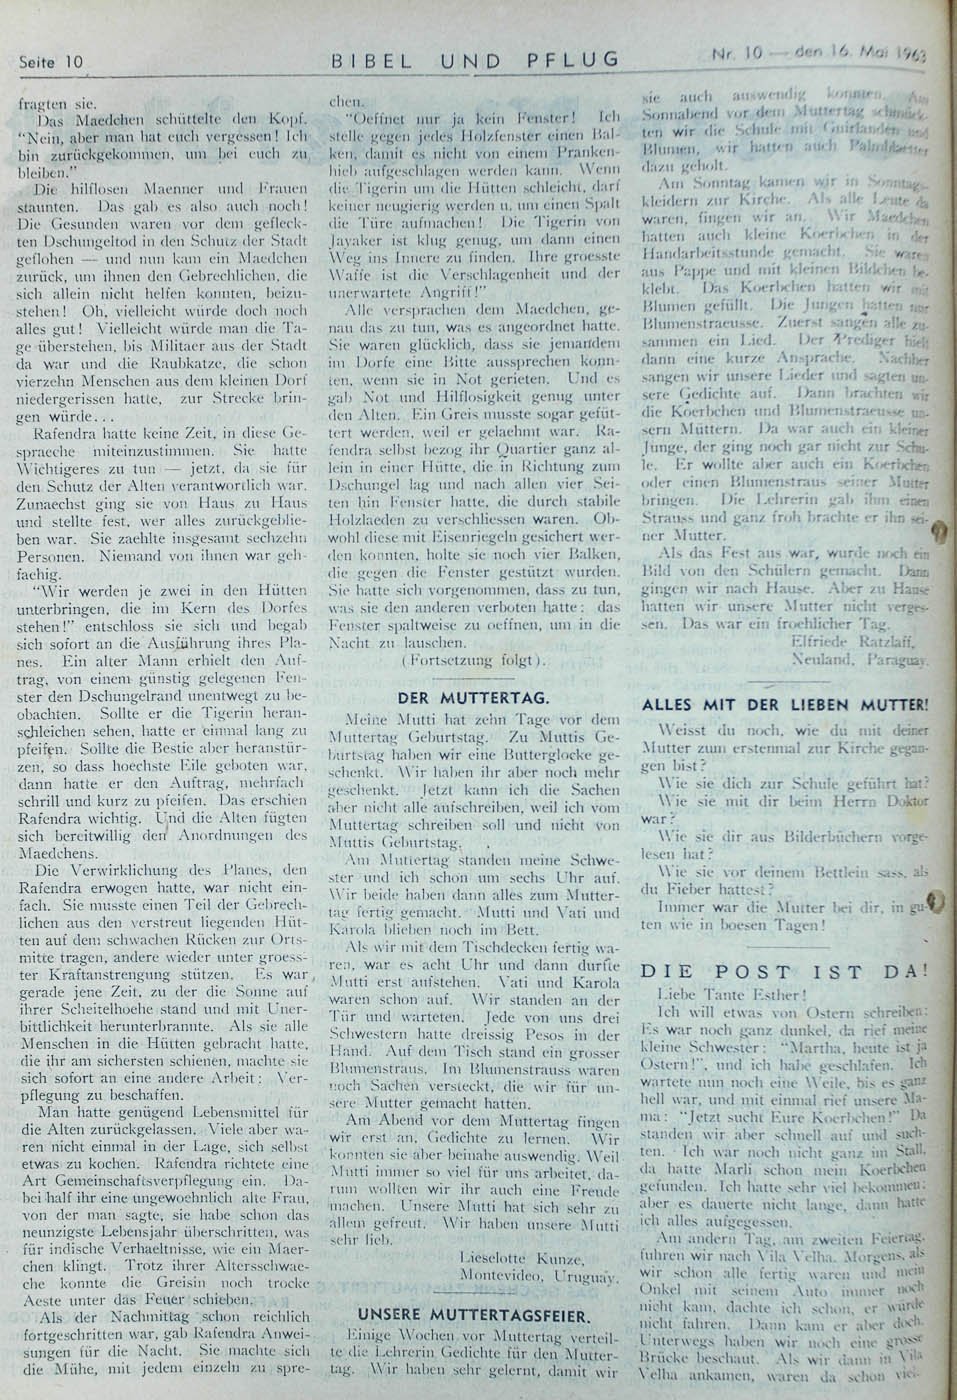 Seite 10
BIBEL UND PFLUG
Nr. 10 — den 16. Mai 1963
fragten sie.
Das Maedchen schüttelte den Kopf.
"Nein, aber man hat euch vergessen! Ich
bin zurückgekommen, um bei euch zu
bleiben."
Die hilflosen Maenner und Frauen
staunten. Das gab es also auch noch!
Die Gesunden waren vor dem gefleck-
ten Dschungeltod in den Schutz der Stadt
geflohen — und nun kam ein Maedchen
zurück, um ihnen den Gebrechlichen, die
sich allein nicht helfen konnten, beizu-
stehen! Oh, vielleicht würde doch noch
alles gut! Vielleicht würde man die Ta-
ge überstehen, bis Militaer aus der Stadt
da war und die Raubkatze, die schon
vierzehn Menschen aus dem kleinen Dorf
niedergerissen hatte, zur Strecke brin-
gen würde...
Rafendra hatte keine Zeit, in diese Ge-
spraeche miteinzustimmen. Sie hatte
Wichtigeres zu tun — jetzt, da sie für
den Schutz der Alten verantwortlich war.
Zunaechst ging sie von Haus zu Haus
und stellte fest, wer alles zurückgeblie-
ben war. Sie zaehlte insgesamt sechzehn
Personen. Niemand von ihnen war geh-
faehig.
"Wir werden je zwei in den Hütten
unterbringen, die im Kern des Dorfes
stehen!" entschloss sie sich und begab
sich sofort an die Ausführung ihres Pla-
nes. Ein alter Mann erhielt den Auf-
trag, von einem günstig gelegenen Fen-
ster den Dschungelrand unentwegt zu be-
obachten. Sollte er die Tigerin heran-
schleichen sehen, hatte er einmal lang zu
pfeifen. Sollte die Bestie aber heranstür-
zen, so dass hoechste Eile geboten war,
dann hatte er den Auftrag, mehrfach
schrill und kurz zu pfeifen. Das erschien
Rafendra wichtig. Und die Alten fügten
sich bereitwillig den Anordnungen des
Maedchens.
Die Verwirklichung des Planes, den
Rafendra erwogen hatte, war nicht ein-
fach. Sie musste einen Teil der Gebrech-
lichen aus den verstreut liegenden Hüt-
ten auf dem schwachen Rücken zur Orts-
mitte tragen, andere wieder unter groess-
ter Kraftanstrengung stützen. Es war
gerade jene Zeit, zu der die Sonne auf
ihrer Scheitelhoehe stand und mit Uner-
bittlichkeit herunterbrannte. Als sie alle
Menschen in die Hütten gebracht hatte,
die ihr am sichersten schienen, machte sie
sich sofort an eine andere Arbeit: Ver-
pflegung zu beschaffen.
Man hatte genügend Lebensmittel für
die Alten zurückgelassen. Viele aber wa-
ren nicht einmal in der Lage, sich selbst
etwas zu kochen. Rafendra richtete eine
Art Gemeinschaftsverpflegung ein. Da-
bei half ihr eine ungewoehnlich alte Frau,
von der man sagte, sie habe schon das
neunzigste Lebensjahr überschritten, was
für indische Verhaeltnisse, wie ein Maer-
chen klingt. Trotz ihrer Altersschwae-
che konnte die Greisin noch trocke
Aeste unter das Feuer schieben.
Als der Nachmittag schon reichlich
fortgeschritten war, gab Rafendra Anwei-
sungen für die Nacht. Sie machte sich
die Mühe, mit jedem einzeln zu spre-
chen.
"Oeffnet nur ja kein Fenster! Ich
stelle gegen jedes Holzfenster einen Bal-
ken, damit es nicht von einem Pranken-
hieb aufgeschlagen werden kann. Wenn
die Tigerin um die Hütten schleicht, darf
keiner neugierig werden u. um einen Spalt
die Türe aufmachen! Die Tigerin von
Jayaker ist klug genug, um dann einen
Weg ins Innere zu finden. Ihre groesste
Waffe ist die Verschlagenheit und der
unerwartete Angriff!"
Alle versprachen dem Maedchen, ge-
nau das zu tun, was es angeordnet hatte.
Sie waren glücklich, dass sie jemandem
im Dorfe eine Bitte aussprechen konn-
ten, wenn sie in Not gerieten. Und es
gab Not und Hilflosigkeit genug unter
den Alten. Ein Greis musste sogar gefüt-
tert werden, weil er gelaehmt war. Ra-
fendra selbst bezog ihr Quartier ganz al-
lein in einer Hütte, die in Richtung zum
Dschungel lag und nach allen vier Sei-
ten hin Fenster hatte, die durch stabile
Holzlaeden zu verschliessen waren. Ob-
wohl diese mit Eisenriegeln gesichert wer-
den konnten, holte sie noch vier Balken,
die gegen die Fenster gestützt wurden.
Sie hatte sich vorgenommen, dass zu tun,
was sie den anderen verboten hatte: das
Fenster spaltweise zu oeffnen, um in die
Nacht zu lauschen.
(Fortsetzung folgt).
DER MUTTERTAG.
Meine Mutti hat zehn Tage vor dem
Muttertag Geburtstag. Zu Muttis Ge-
burtstag haben wir eine Butterglocke ge-
schenkt. Wir haben ihr aber noch mehr
geschenkt. Jetzt kann ich die Sachen
aber nicht alle aufschreiben, weil ich vom
Muttertag schreiben soll und nicht von
Muttis Geburtstag.
Am Muttertag standen meine Schwe-
ster und ich schon um sechs Uhr auf.
Wir beide haben dann alles zum Mutter-
tag fertig gemacht. Mutti und Vati und
Karola blieben noch im Bett.
Als wir mit dem Tischdecken fertig wa-
ren, war es acht Uhr und dann durfte
Mutti erst aufstehen. Vati und Karola
waren schon auf. Wir standen an der
Tür und warteten. Jede von uns drei
Schwestern hatte dreissig Pesos in der
Hand. Auf dem Tisch stand ein grosser
Blumenstraus. Im Blumenstrauss waren
noch Sachen versteckt, die wir für un-
sere Mutter gemacht hatten.
Am Abend vor dem Muttertag fingen
wir erst an, Gedichte zu lernen. Wir
konnten sie aber beinahe auswendig. Weil
Mutti immer so viel für uns arbeitet, da-
rum wollten wir ihr auch eine Freude
machen. Unsere Mutti hat sich sehr zu
allem gefreut. Wir haben unsere Mutti
sehr lieb.
Lieselotte Kunze,
Montevideo, Uruguay.
UNSERE MUTTERTAGSFEIER.
Einige Wochen vor Muttertag verteil-
te die Lehrerin Gedichte für den Mutter-
tag. Wir haben sehr gelernt, damit wir
sie auch auswendig konnten. Am
Sonnabend vor dem Muttertag schmück-
ten wir die Schule mit Guirlanden und
Blumen, wir hatten auch Palmblaetter
dazu geholt.
Am Sonntag kamen wir in Sonntags-
kleidern zur Kirche. Als alle Leute da
waren, fingen wir an. Wir Maedchen
hatten auch kleine Koerbchen in der
Handarbeitsstunde gemacht. Sie waren
aus Pappe und mit kleinen Bildchen be-
klebt. Das Koerbchen hatten wir mit
Blumen gefüllt. Die Jungen hatten nur
Blumenstraeusse. Zuerst sangen alle zu-
sammen ein Lied. Der Prediger hielt
dann eine kurze Ansprache. Nachher
sangen wir unsere Lieder und sagten un-
sere Gedichte auf. Dann brachten wir
die Koerbchen und Blumenstraeusse un-
sern Müttern. Da war auch ein kleiner
Junge, der ging noch gar nicht zur Schu-
le. Er wollte aber auch ein Koerbchen
oder einen Blumenstraus seiner Mutter
bringen. Die Lehrerin gab ihm einen
Strauss und ganz froh brachte er ihn sei-
ner Mutter.
Als das Fest aus war, wurde noch ein
Bild von den Schülern gemacht. Dann
gingen wir nach Hause. Aber zu Hause
hatten wir unsere Mutter nicht verges-
sen. Das war ein froehlicher Tag.
Elfriede Ratzlaff,
Neuland, Paraguay.
ALLES MIT DER LIEBEN MUTTER!
Weisst du noch, wie du mit deiner
Mutter zum erstenmal zur Kirche gegan-
gen bist?
Wie sie dich zur Schule geführt hat?
Wie sie mit dir beim Herrn Doktor
war?
Wie sie dir aus Bilderbüchern vorge-
lesen hat?
Wie sie vor deinem Bettlein sass, als
du Fieber hattest?
Immer war die Mutter bei dir, in gu-
ten wie in boesen Tagen!
DIE POST IST DA!
Liebe Tante Esther!
Ich will etwas von Ostern schreiben:
Es war noch ganz dunkel, da rief meine
kleine Schwester: "Martha, heute ist ja
Ostern!", und ich habe geschlafen. Ich
wartete nun noch eine Weile, bis es ganz
hell war, und mit einmal rief unsere Ma-
ma: "Jetzt sucht Eure Koerbchen!" Da
standen wir aber schnell auf und such-
ten. Ich war noch nicht ganz im Stall,
da hatte Marli schon mein Koerbchen
gefunden. Ich hatte sehr viel bekommen;
aber es dauerte nicht lange, dann hatte
ich alles aufgegessen.
Am andern Tag, am zweiten Feiertag,
fuhren wir nach Vila Velha. Morgens, als
wir schon alle fertig waren und mein
Onkel mit seinem Auto immer noch
nicht kam, dachte ich schon, er würde
nicht fahren. Dann kam er aber doch.
Unterwegs haben wir noch eine grosse
Brücke beschaut. Als wir dann in Vila
Velha ankamen, waren da schon viel-